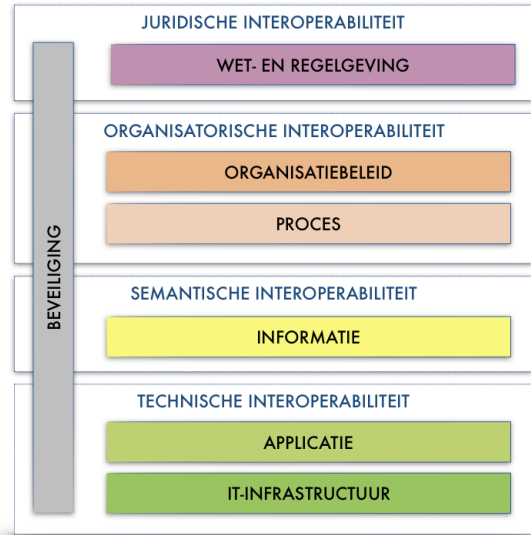 JURIDISCHE INTEROPERABILITEIT
WET- EN REGELGEVING
ORGANISATORISCHE INTEROPERABILITEIT
ORGANISATIEBELEID
PROCES
BEVEILIGING
SEMANTISCHE INTEROPERABILITEIT
INFORMATIE
TECHNISCHE INTEROPERABILITEIT
APPLICATIE
IT-INFRASTRUCTUUR